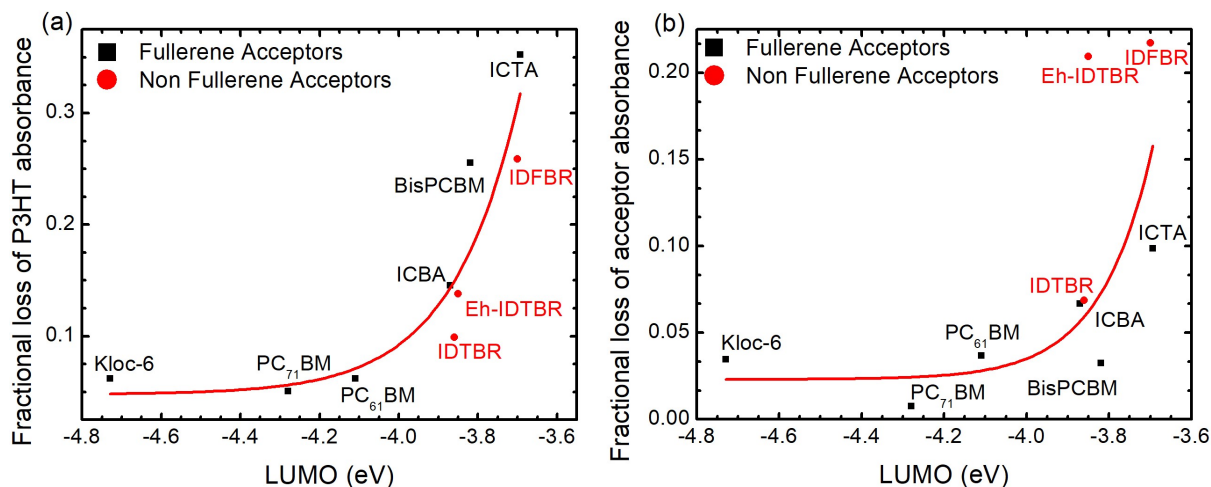 (a)
Fractional loss of P3HT absorbance
Fullerene Acceptors
Non Fullerene Acceptors
ICTA
BisPCBM
IDFBR
ICBA
Eh-IDTBR
IDTBR
Kloc-6
PC71BM
PC61BM
0.3
0.2
0.1
-4.8 -4.6 -4.4 -4.2 -4.0 -3.8 -3.6
LUMO (eV)
(b)
Fractional loss of acceptor absorbance
Fullerene Acceptors
Non Fullerene Acceptors
IDFBR
Eh-IDTBR
ICTA
IDTBR
ICBA
Kloc-6
PC61BM
BisPCBM
PC71BM
0.20
0.15
0.10
0.05
0.00
-4.8 -4.6 -4.4 -4.2 -4.0 -3.8 -3.6
LUMO (eV)